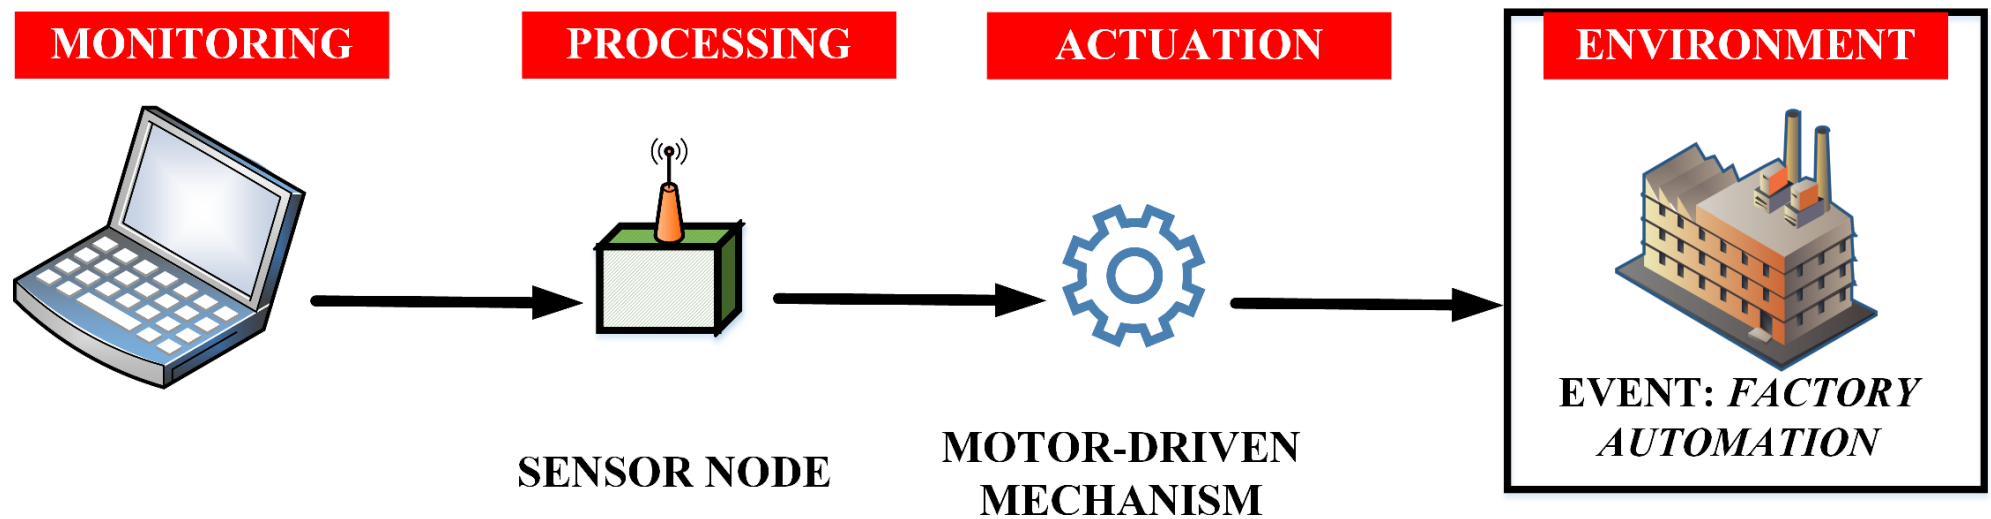 MONITORING
PROCESSING
ACTUATION
ENVIRONMENT
SENSOR NODE
MOTOR-DRIVEN
MECHANISM
EVENT: FACTORY
AUTOMATION